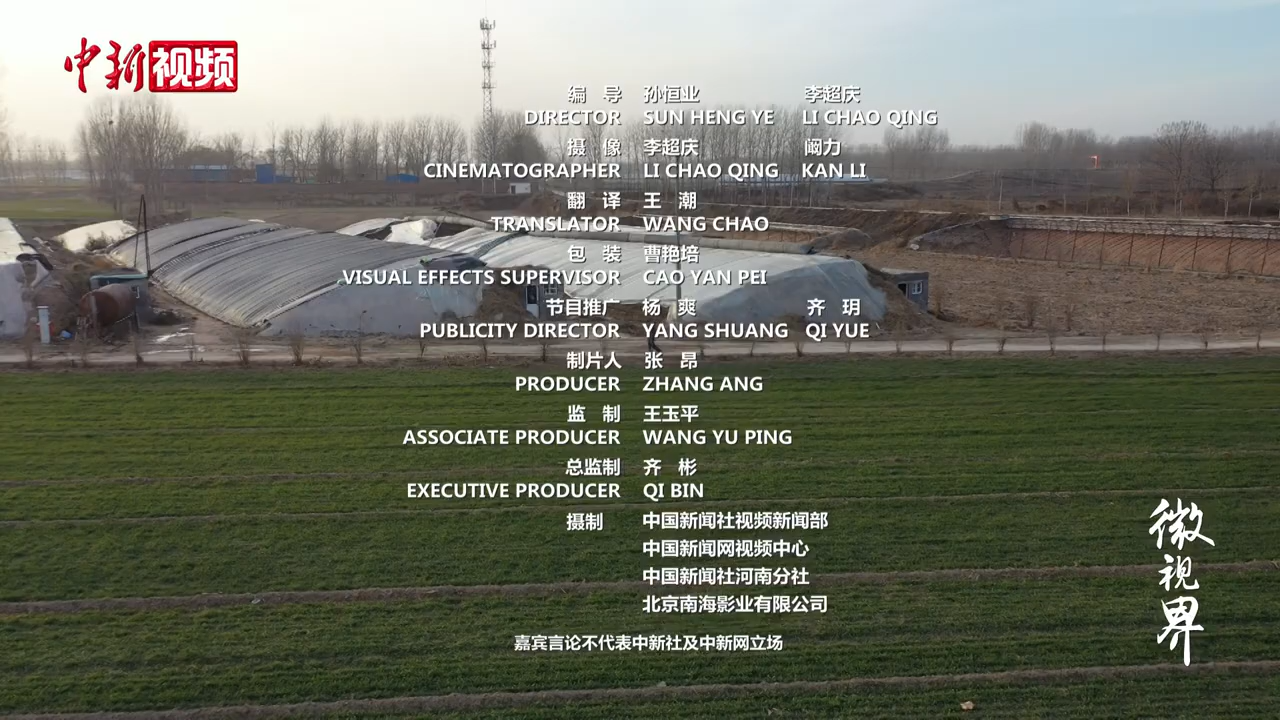 中新视频
编 导 孙恒业 李超庆
DIRECTOR SUN HENG YE LI CHAO QING
摄 像 李超庆 阚力
CINEMATOGRAPHER LI CHAO QING KAN LI
翻 译 王 潮
TRANSLATOR WANG CHAO
包 装 曹艳培
VISUAL EFFECTS SUPERVISOR CAO YAN PEI
节目推广 杨 爽 齐 玥
PUBLICITY DIRECTOR YANG SHUANG QI YUE
制片人 张 昂
PRODUCER ZHANG ANG
监 制 王玉平
ASSOCIATE PRODUCER WANG YU PING
总监制 齐 彬
EXECUTIVE PRODUCER QI BIN
摄制 中国新闻社视频新闻部
中国新闻网视频中心
中国新闻社河南分社
北京南海影业有限公司
嘉宾言论不代表中新社及中新网立场
微视界